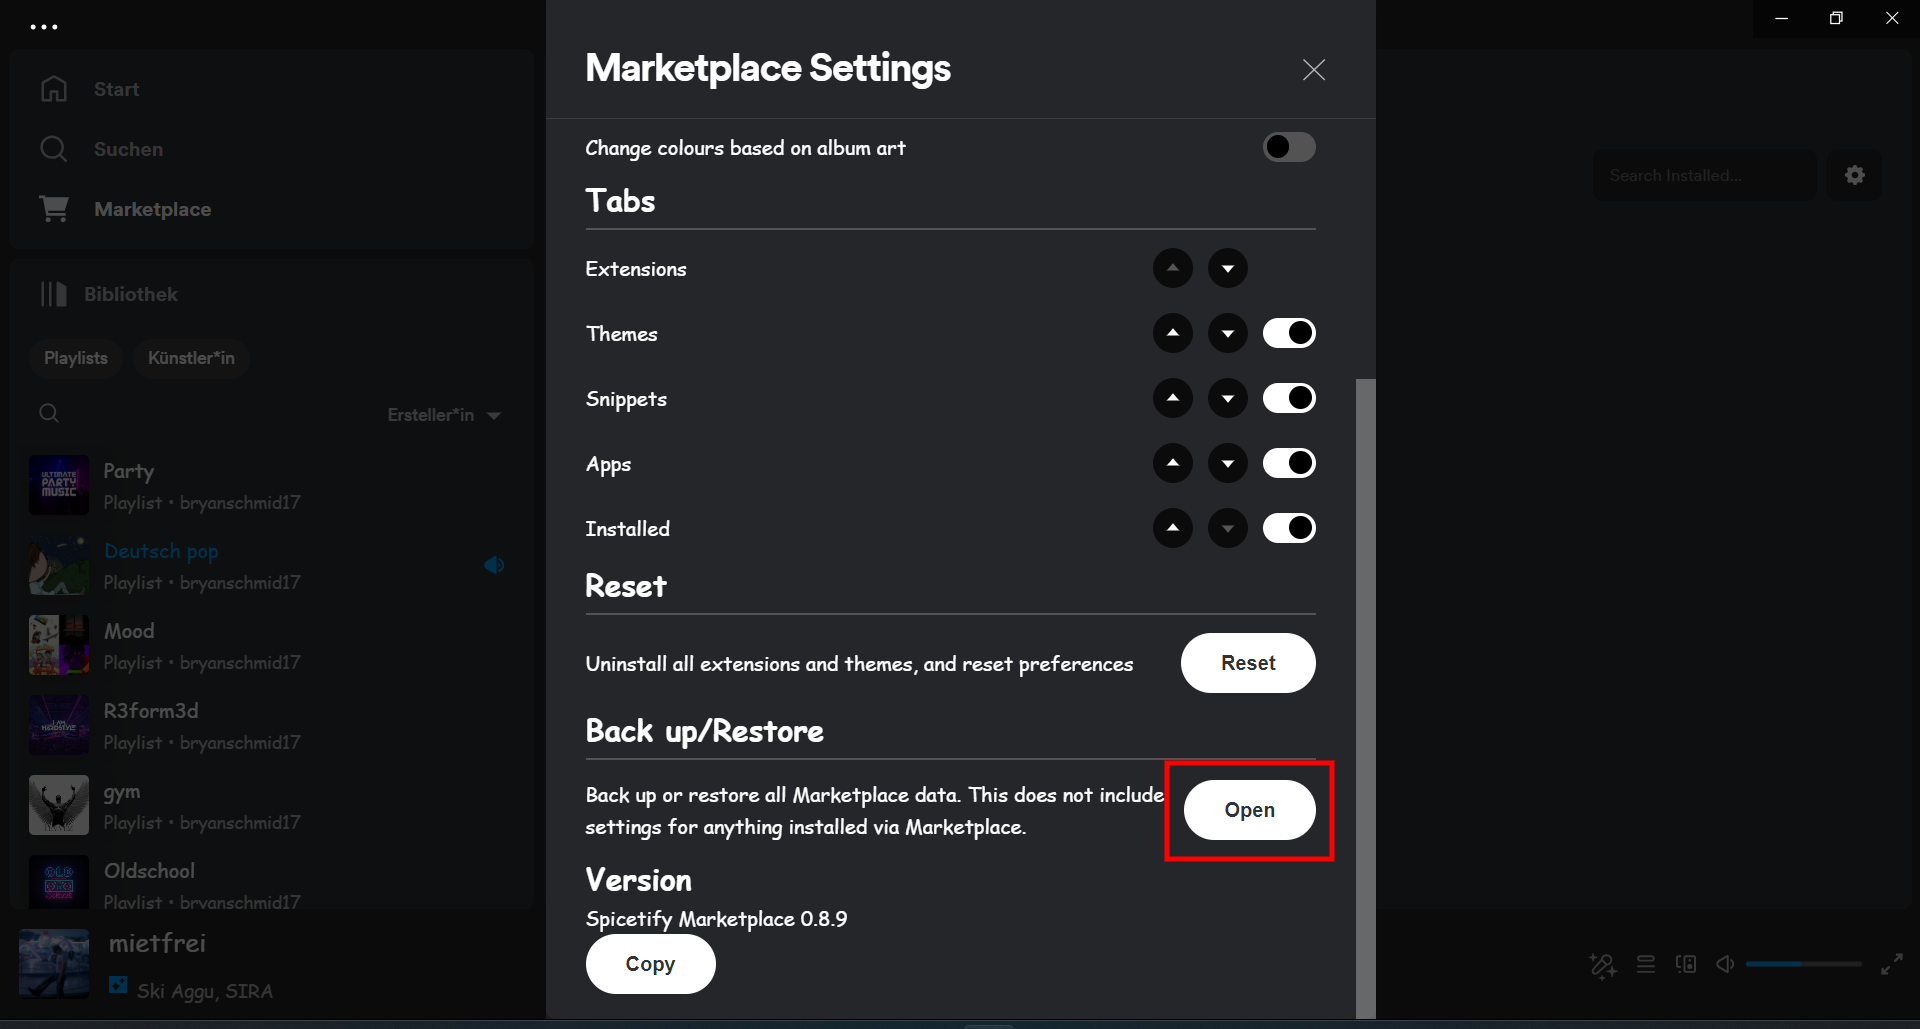 Start
Suchen
Marketplace
Bibliothek
Playlists
Künstler*in
Ersteller*in
ULTIMATE
PARTY
MUSIC
Party
Playlist • bryanschmid17
Deutsch pop
Playlist • bryanschmid17
Mood
Playlist • bryanschmid17
R3form3d
Playlist • bryanschmid17
gym
Playlist • bryanschmid17
Oldschool
Playlist • bryanschmid17
mietfrei
Ski Aggu, SIRA
Marketplace Settings
Change colours based on album art
Tabs
Extensions
Themes
Snippets
Apps
Installed
Reset
Uninstall all extensions and themes, and reset preferences
Reset
Back up/Restore
Back up or restore all Marketplace data. This does not include
settings for anything installed via Marketplace.
Open
Version
Spicetify Marketplace 0.8.9
Copy
Search Installed...